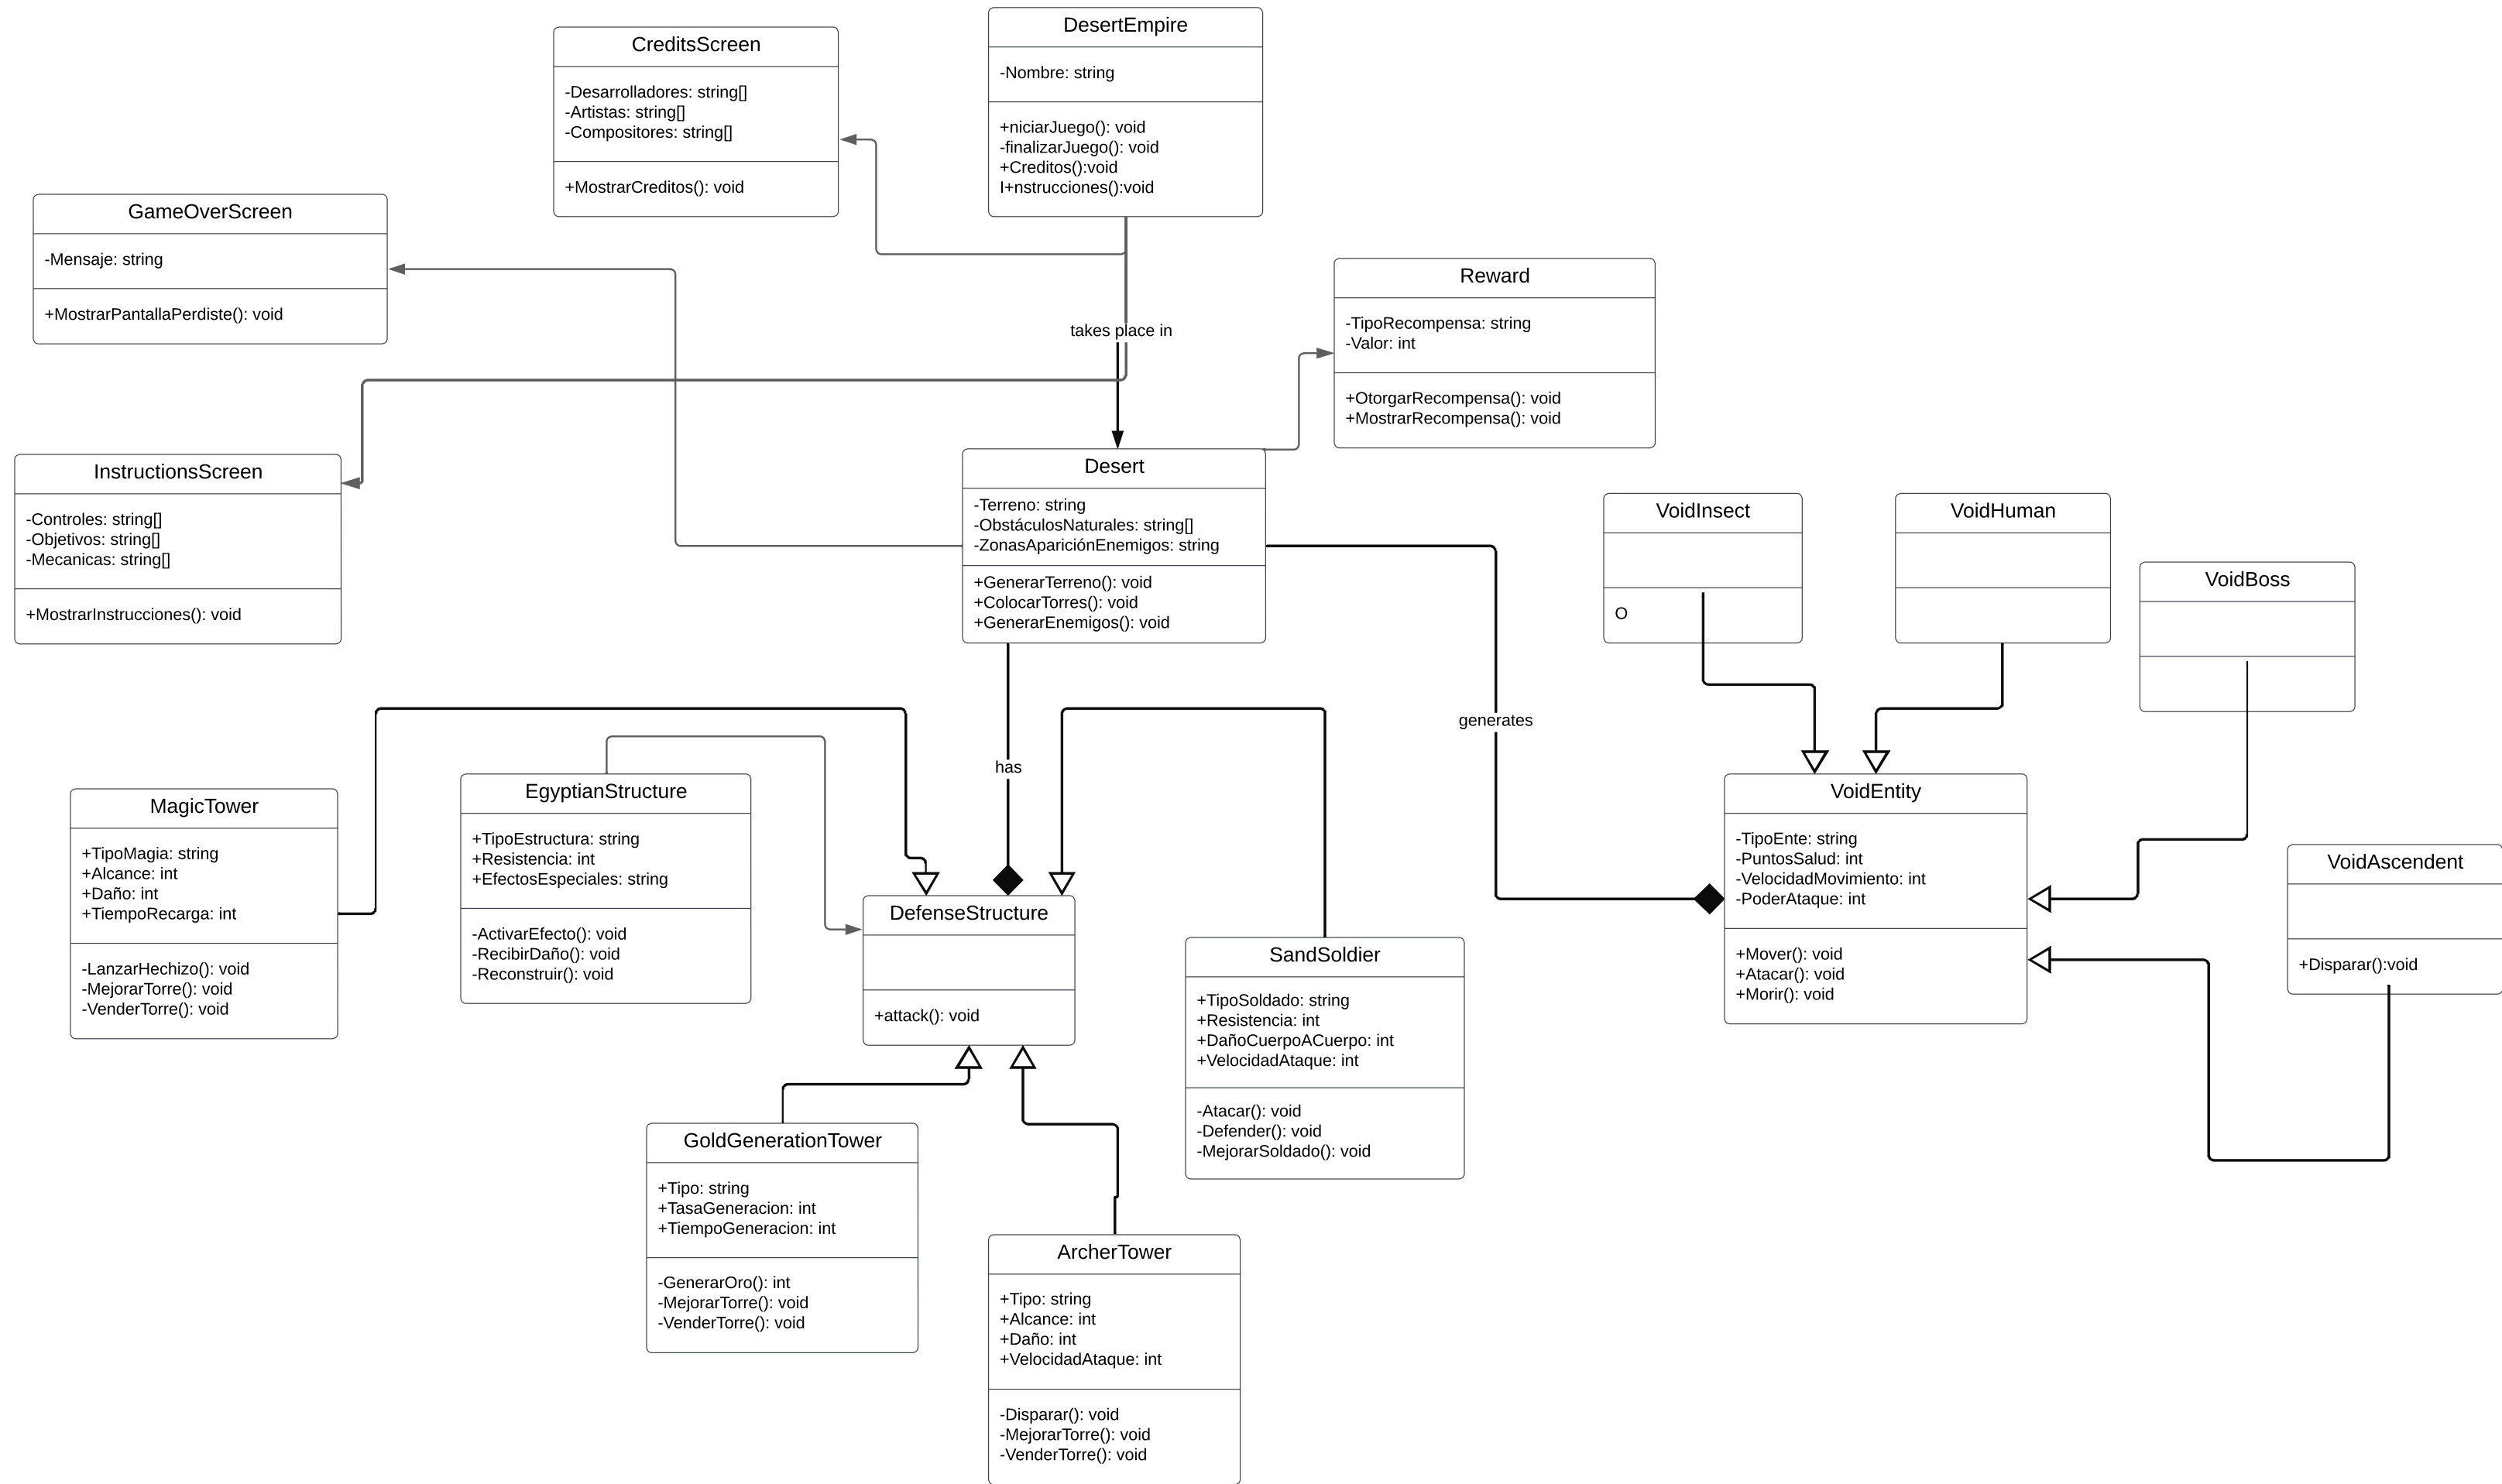 DesertEmpire
-Nombre: string
+niciarJuego(): void
-finalizarJuego(): void
+Creditos():void
I+nstrucciones():void
CreditsScreen
-Desarrolladores: string[]
-Artistas: string[]
-Compositores: string[]
+MostrarCreditos(): void
GameOverScreen
-Mensaje: string
+MostrarPantallaPerdiste(): void
Reward
-TipoRecompensa: string
-Valor: int
+OtorgarRecompensa(): void
+MostrarRecompensa(): void
takes place in
InstructionsScreen
-Controles: string[]
-Objetivos: string[]
-Mecanicas: string[]
+MostrarInstrucciones(): void
Desert
-Terreno: string
-ObstáculosNaturales: string[]
-ZonasApariciónEnemigos: string
+GenerarTerreno(): void
+ColocarTorres(): void
+GenerarEnemigos(): void
VoidInsect
O
VoidHuman
VoidBoss
generates
has
MagicTower
+TipoMagia: string
+Alcance: int
+Daño: int
+TiempoRecarga: int
-LanzarHechizo(): void
-MejorarTorre(): void
-VenderTorre(): void
EgyptianStructure
+TipoEstructura: string
+Resistencia: int
+EfectosEspeciales: string
-ActivarEfecto(): void
-RecibirDaño(): void
-Reconstruir(): void
DefenseStructure
+attack(): void
SandSoldier
+TipoSoldado: string
+Resistencia: int
+DañoCuerpoACuerpo: int
+VelocidadAtaque: int
-Atacar(): void
-Defender(): void
-MejorarSoldado(): void
VoidEntity
-TipoEnte: string
-PuntosSalud: int
-VelocidadMovimiento: int
-PoderAtaque: int
+Mover(): void
+Atacar(): void
+Morir(): void
VoidAscendent
+Disparar():void
GoldGenerationTower
+Tipo: string
+TasaGeneracion: int
+TiempoGeneracion: int
-GenerarOro(): int
-MejorarTorre(): void
-VenderTorre(): void
ArcherTower
+Tipo: string
+Alcance: int
+Daño: int
+VelocidadAtaque: int
-Disparar(): void
-MejorarTorre(): void
-VenderTorre(): void